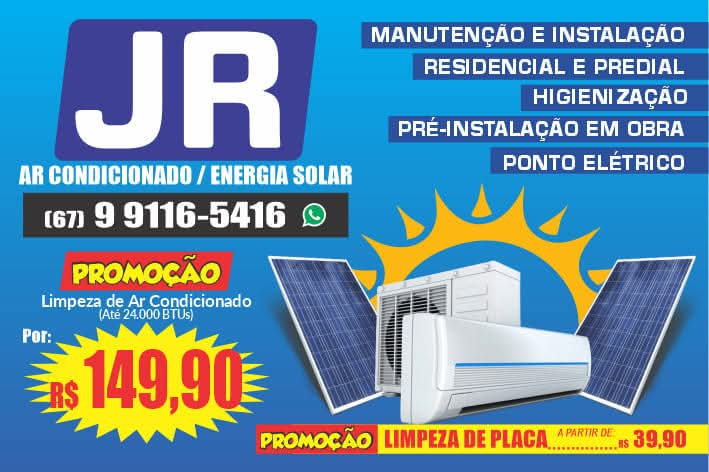 JR
AR CONDICIONADO / ENERGIA SOLAR
(67) 9 9116-5416
MANUTENÇÃO E INSTALAÇÃO
RESIDENCIAL E PREDIAL
HIGIENIZAÇÃO
PRÉ-INSTALAÇÃO EM OBRA
PONTO ELÉTRICO
PROMOÇÃO
Limpeza de Ar Condicionado
(Até 24.000 BTUs)
Por:
R$ 149,90
PROMOÇÃO LIMPEZA DE PLACA A PARTIR DE: R$ 39,90